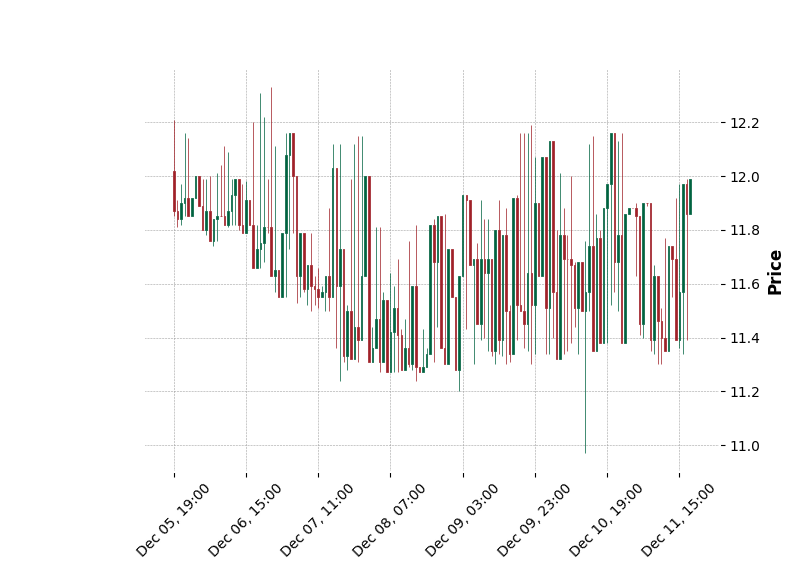 12.2
12.0
11.8
11.6
11.4
11.2
11.0
Price
Dec 05, 19:00
Dec 06, 15:00
Dec 07, 11:00
Dec 08, 07:00
Dec 09, 03:00
Dec 09, 23:00
Dec 10, 19:00
Dec 11, 15:00